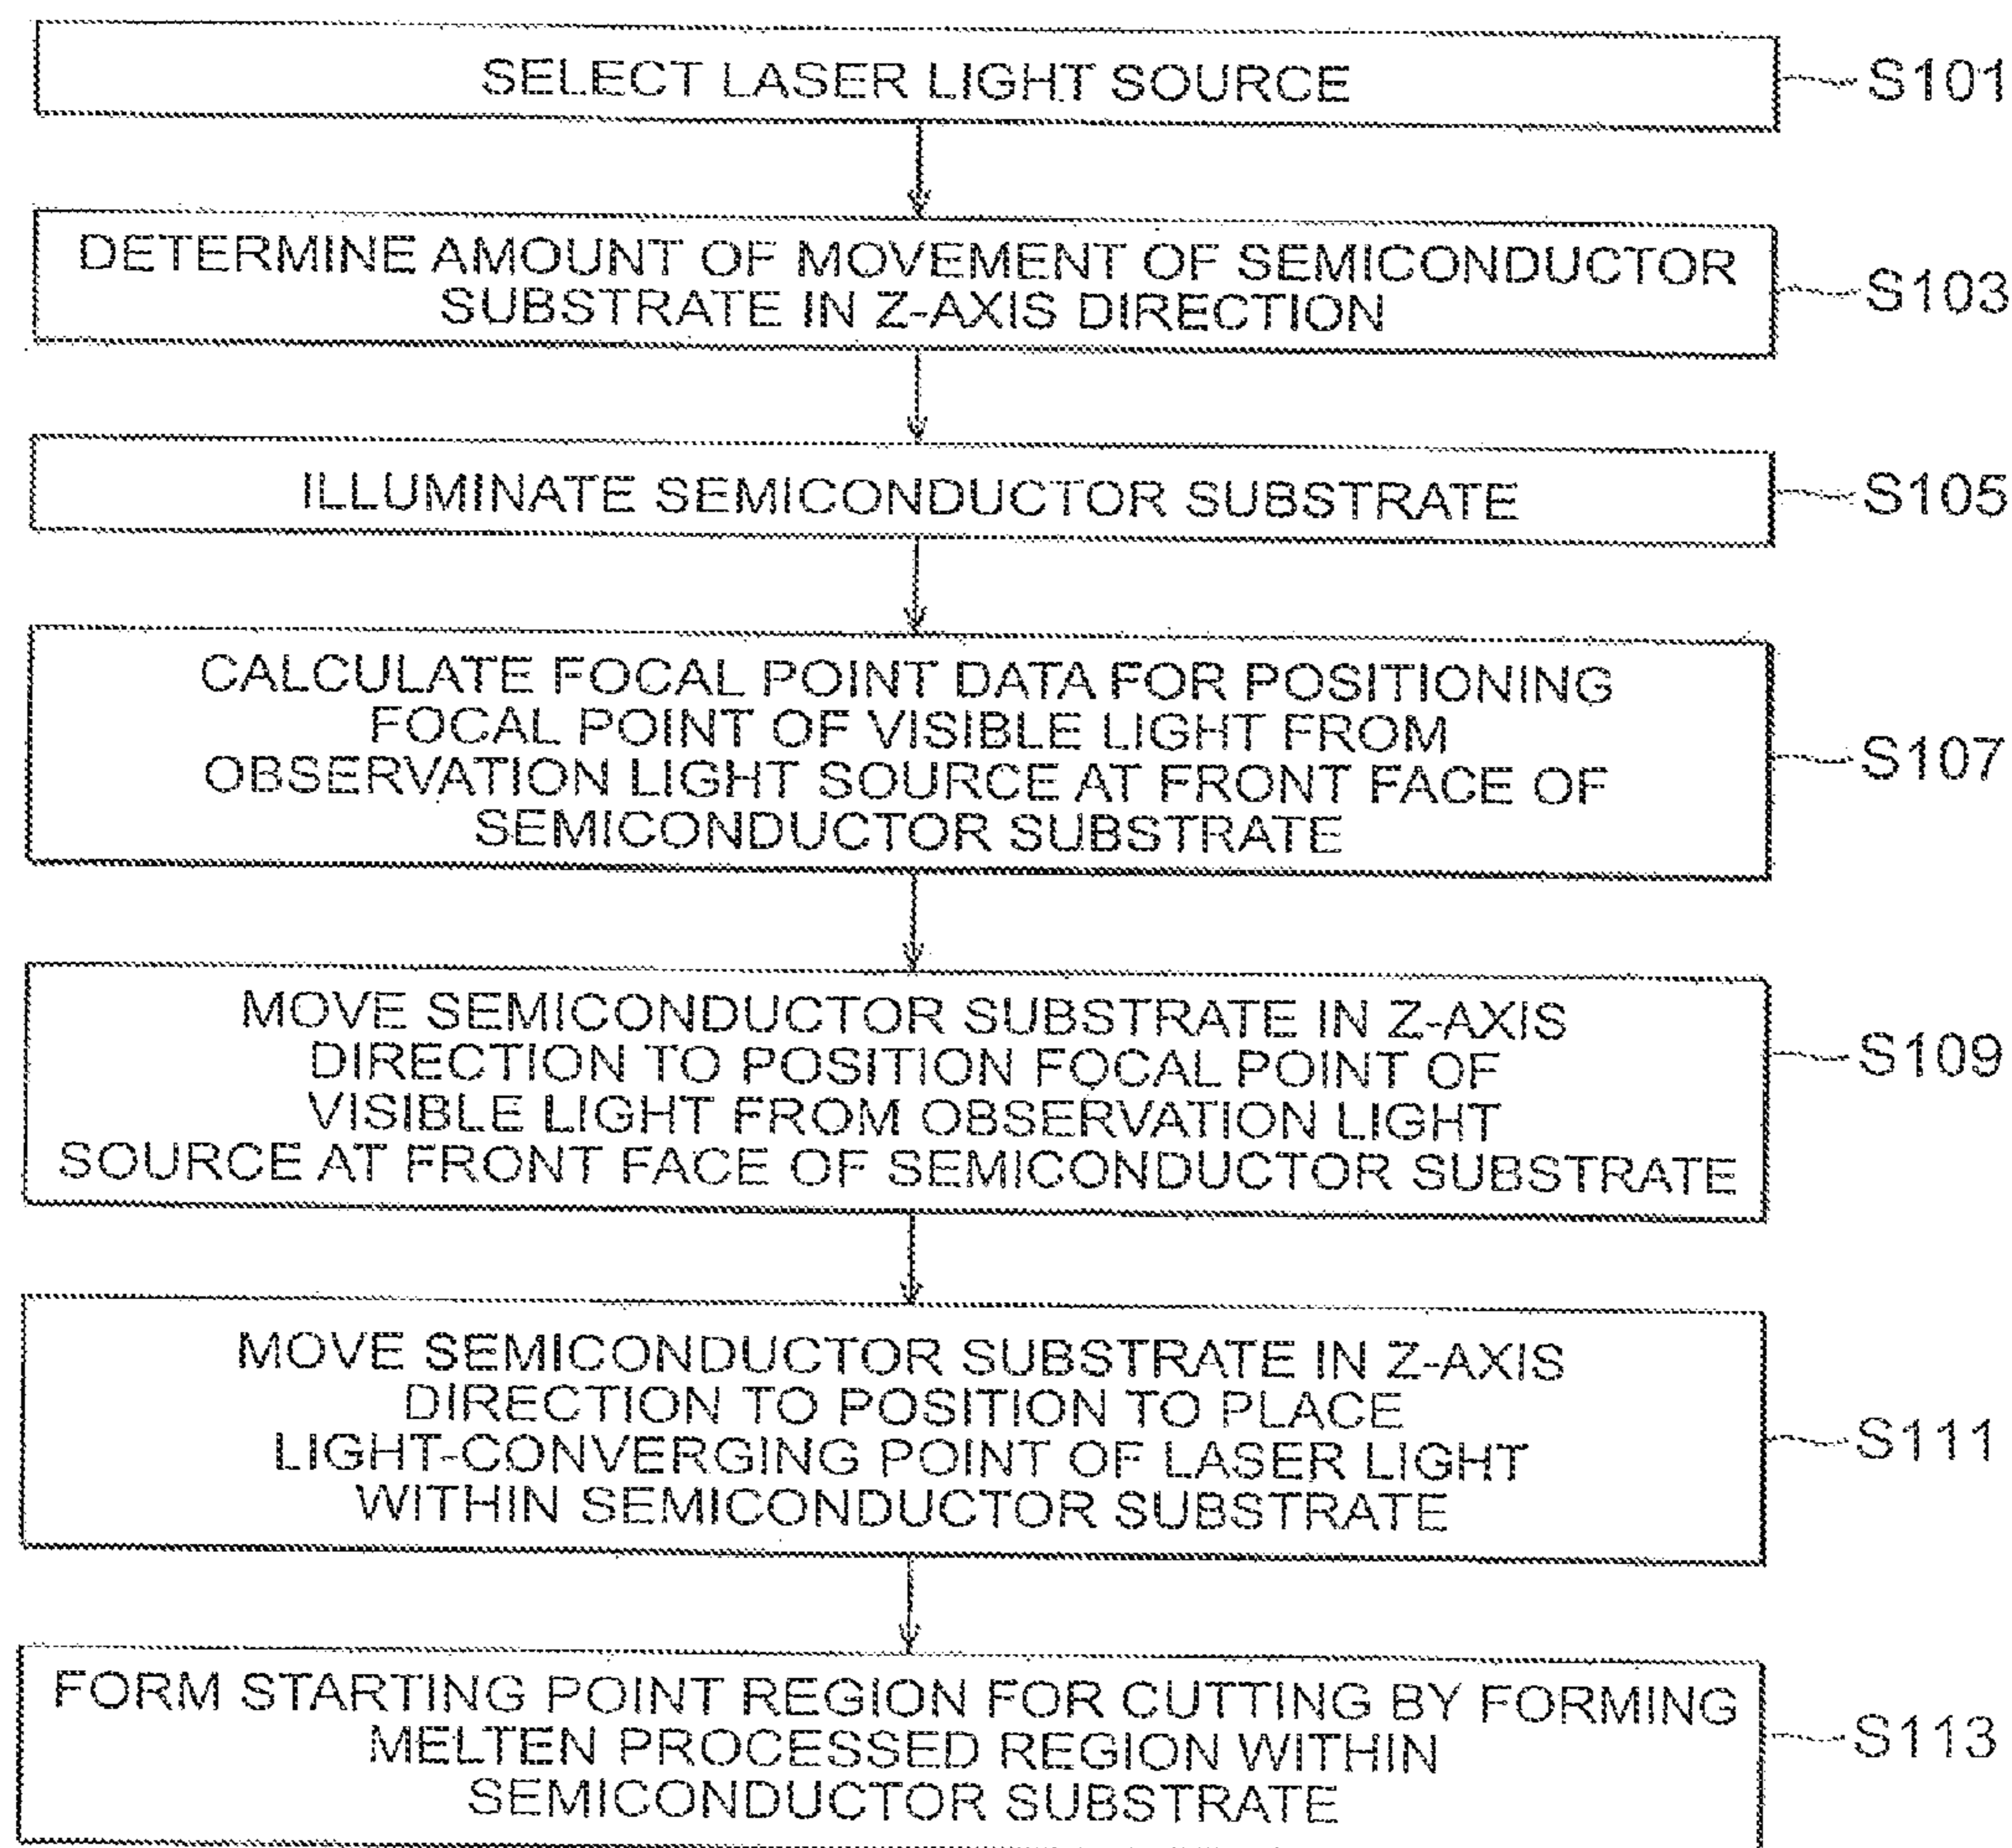 SELECT LASER LIGHT SOURCE
S101
DETERMINE AMOUNT OF MOVEMENT OF SEMICONDUCTOR
SUBSTRATE IN Z-AXIS DIRECTION
S103
ILLUMINATE SEMICONDUCTOR SUBSTRATE
S105
CALCULATE FOCAL POINT DATA FOR POSITIONING
FOCAL POINT OF VISIBLE LIGHT FROM
OBSERVATION LIGHT SOURCE AT FRONT FACE OF
SEMICONDUCTOR SUBSTRATE
S107
MOVE SEMICONDUCTOR SUBSTRATE IN Z-AXIS
DIRECTION TO POSITION FOCAL POINT OF
VISIBLE LIGHT FROM OBSERVATION LIGHT
SOURCE AT FRONT FACE OF SEMICONDUCTOR SUBSTRATE
S109
MOVE SEMICONDUCTOR SUBSTRATE IN Z-AXIS
DIRECTION TO POSITION TO PLACE
LIGHT-CONVERGING POINT OF LASER LIGHT
WITHIN SEMICONDUCTOR SUBSTRATE
S111
FORM STARTING POINT REGION FOR CUTTING BY FORMING
MELTEN PROCESSED REGION WITHIN
SEMICONDUCTOR SUBSTRATE
S113